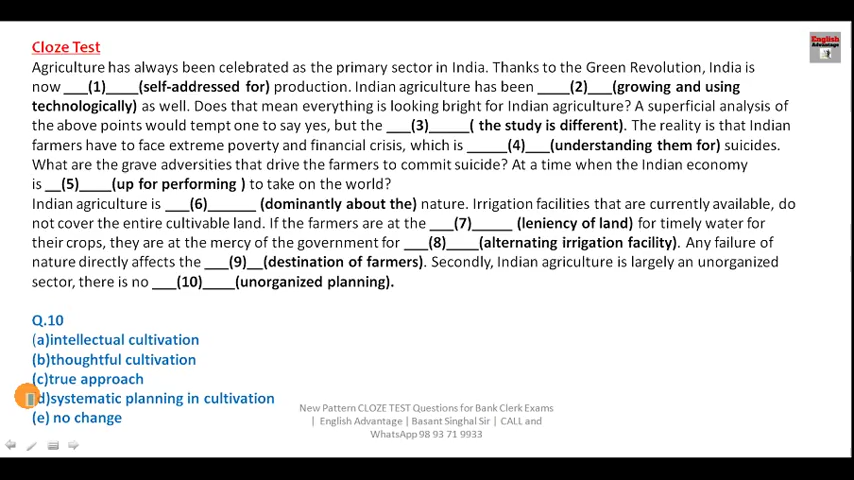 Cloze Test
English
Advantage
Agriculture has always been celebrated as the primary sector in India. Thanks to the Green Revolution, India is
now ___(1)____(self-addressed for) production. Indian agriculture has been ____(2)___(growing and using
technologically) as well. Does that mean everything is looking bright for Indian agriculture? A superficial analysis of
the above points would tempt one to say yes, but the ___(3)_____( the study is different). The reality is that Indian
farmers have to face extreme poverty and financial crisis, which is _____(4)___(understanding them for) suicides.
What are the grave adversities that drive the farmers to commit suicide? At a time when the Indian economy
is __(5)____(up for performing ) to take on the world?
Indian agriculture is ___(6)______ (dominantly about the) nature. Irrigation facilities that are currently available, do
not cover the entire cultivable land. If the farmers are at the ___(7)_____ (leniency of land) for timely water for
their crops, they are at the mercy of the government for ___(8)____(alternating irrigation facility). Any failure of
nature directly affects the ___(9)__(destination of farmers). Secondly, Indian agriculture is largely an unorganized
sector, there is no ___(10)____(unorganized planning).
Q.10
(a)intellectual cultivation
(b)thoughtful cultivation
(c)true approach
d)systematic planning in cultivation
(e) no change
New Pattern CLOZE TEST Questions for Bank Clerk Exams
| English Advantage | Basant Singhal Sir | CALL and
WhatsApp 98 93 71 9933